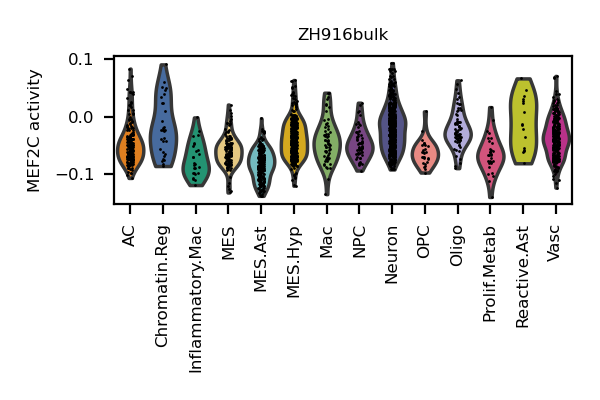 ZH916bulk
MEF2C activity
0.1
0.0
−0.1
AC
Chromatin.Reg
Inflammatory.Mac
MES
MES.Ast
MES.Hyp
Mac
NPC
Neuron
OPC
Oligo
Prolif.Metab
Reactive.Ast
Vasc